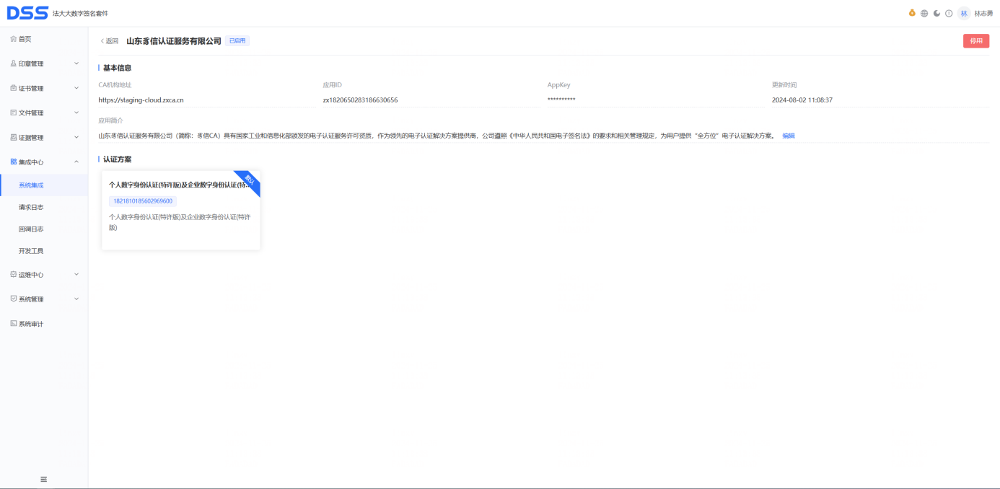 DSS 法大大数字签名套件
林 林志勇
首页
印章管理
证书管理
文件管理
证据管理
集成中心
系统集成
请求日志
回调日志
开发工具
运维中心
系统管理
系统审计
返回 山东豸信认证服务有限公司 已启用
停用
基本信息
CA机构地址 应用ID AppKey 更新时间
https://staging-cloud.zxca.cn zx1820650283186630656 ********** 2024-08-02 11:08:37
应用简介
山东豸信认证服务有限公司（简称：豸信CA）具有国家工业和信息化部颁发的电子认证服务许可资质，作为领先的电子认证解决方案提供商，公司遵照《中华人民共和国电子签名法》的要求和相关管理规定，为用户提供“全方位”电子认证解决方案。 编辑
认证方案
默认
个人数字身份认证(特许版)及企业数字身份认证(特...
1821810185602969600
个人数字身份认证(特许版)及企业数字身份认证(特许
版)